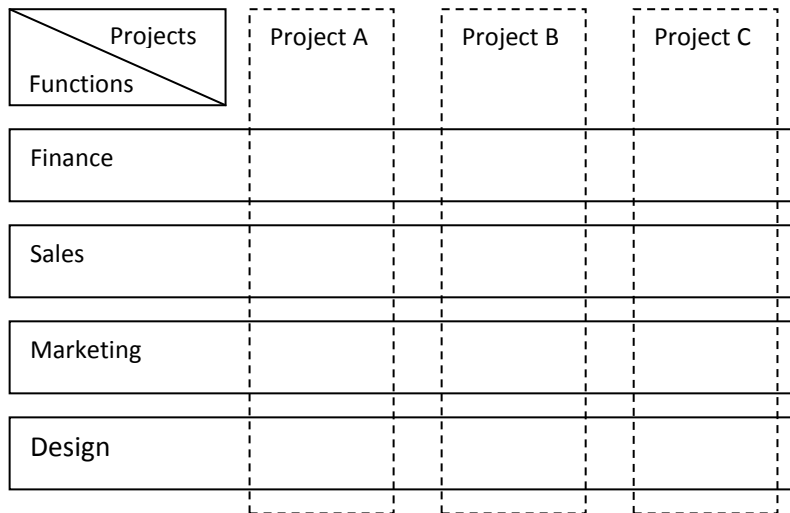 Projects
Functions
Project A
Project B
Project C
Finance
Sales
Marketing
Design